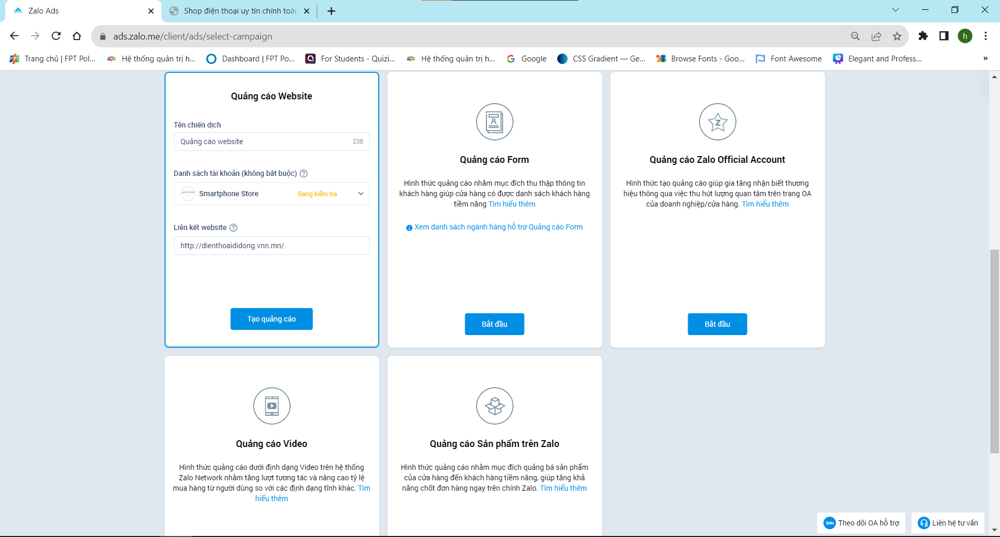 Zalo Ads
Shop điện thoại uy tín chính toàn
ads.zalo.me/client/ads/select-campaign
h
Trang chủ | FPT Pol...
Hệ thống quản trị h...
Dashboard | FPT Po...
For Students - Quizi...
Hệ thống quản trị h...
Google
CSS Gradient — Ge...
Browse Fonts - Goo...
Font Awesome
Elegant and Profess...
»
Quảng cáo Website
Tên chiến dịch
Quảng cáo website
238
Danh sách tài khoản (không bắt buộc)
Smartphone Store
Đang kiểm tra
Liên kết website
http://dienthoaididong.vnn.mn/
Tạo quảng cáo
Quảng cáo Form
Hình thức quảng cáo nhằm mục đích thu thập thông tin
khách hàng giúp cửa hàng có được danh sách khách hàng
tiềm năng Tìm hiểu thêm
Xem danh sách ngành hàng hỗ trợ Quảng cáo Form
Bắt đầu
Z
Quảng cáo Zalo Official Account
Hình thức tạo quảng cáo giúp gia tăng nhận biết thương
hiệu thông qua việc thu hút lượng quan tâm trên trang OA
của doanh nghiệp/cửa hàng. Tìm hiểu thêm
Bắt đầu
Quảng cáo Video
Hình thức quảng cáo dưới định dạng Video trên hệ thống
Zalo Network nhằm tăng lượt tương tác và nâng cao tỷ lệ
mua hàng từ người dùng so với các định dạng tĩnh khác. Tìm
hiểu thêm
Quảng cáo Sản phẩm trên Zalo
Hình thức quảng cáo nhằm mục đích quảng bá sản phẩm
của cửa hàng đến khách hàng tiềm năng, giúp tăng khả
năng chốt đơn hàng ngay trên chính Zalo. Tìm hiểu thêm
Zalo
Theo dõi OA hỗ trợ
Liên hệ tư vấn